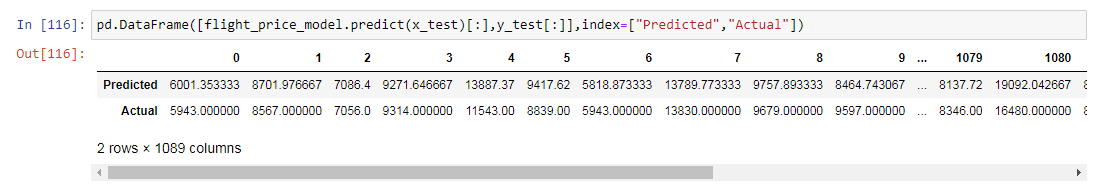 In [116]: pd.DataFrame([flight_price_model.predict(x_test)[:],y_test[:]],index=["Predicted","Actual"])
Out[116]:
0 1 2 3 4 5 6 7 8 9 ... 1079 1080
Predicted 6001.353333 8701.976667 7086.4 9271.646667 13887.37 9417.62 5818.873333 13789.773333 9757.893333 8464.743067 ... 8137.72 19092.042667
Actual 5943.000000 8567.000000 7056.0 9314.000000 11543.00 8839.00 5943.000000 13830.000000 9679.000000 9597.000000 ... 8346.00 16480.000000
2 rows × 1089 columns